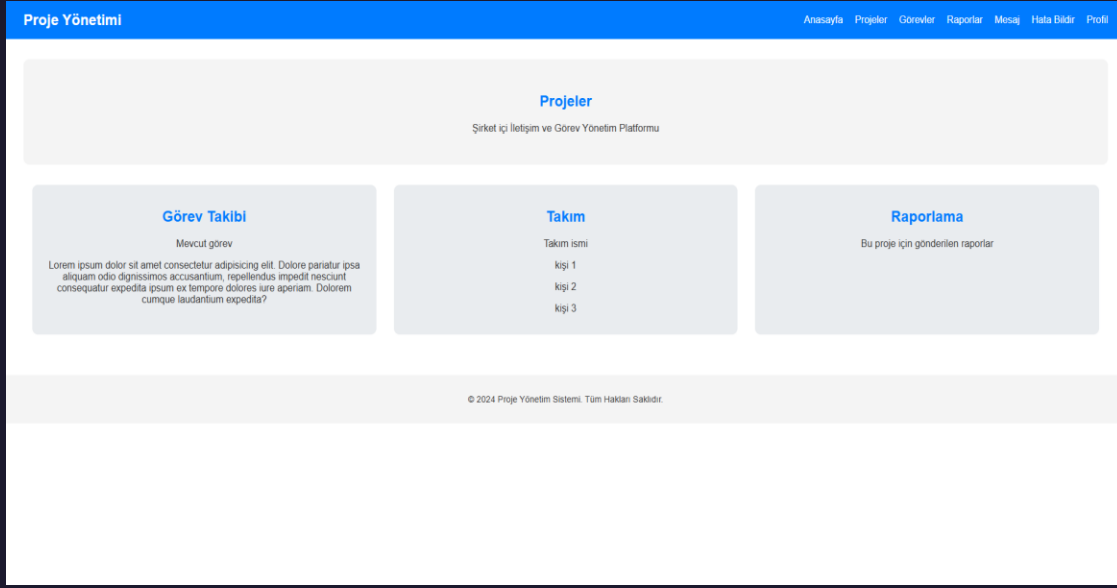 Proje Yönetimi
Anasayfa Projeler Görevler Raporlar Mesaj Hata Bildir Profil
Projeler
Şirket içi İletişim ve Görev Yönetim Platformu
Görev Takibi
Mevcut görev
Lorem ipsum dolor sit amet consectetur adipisicing elit. Dolore pariatur ipsa
aliquam odio dignissimos accusantium, repellendus impedit nesciunt
consequatur expedita ipsum ex tempore dolores iure aperiam. Dolorem
cumque laudantium expedita?
Takım
Takım ismi
kişi 1
kişi 2
kişi 3
Raporlama
Bu proje için gönderilen raporlar
© 2024 Proje Yönetim Sistemi. Tüm Hakları Saklıdır.